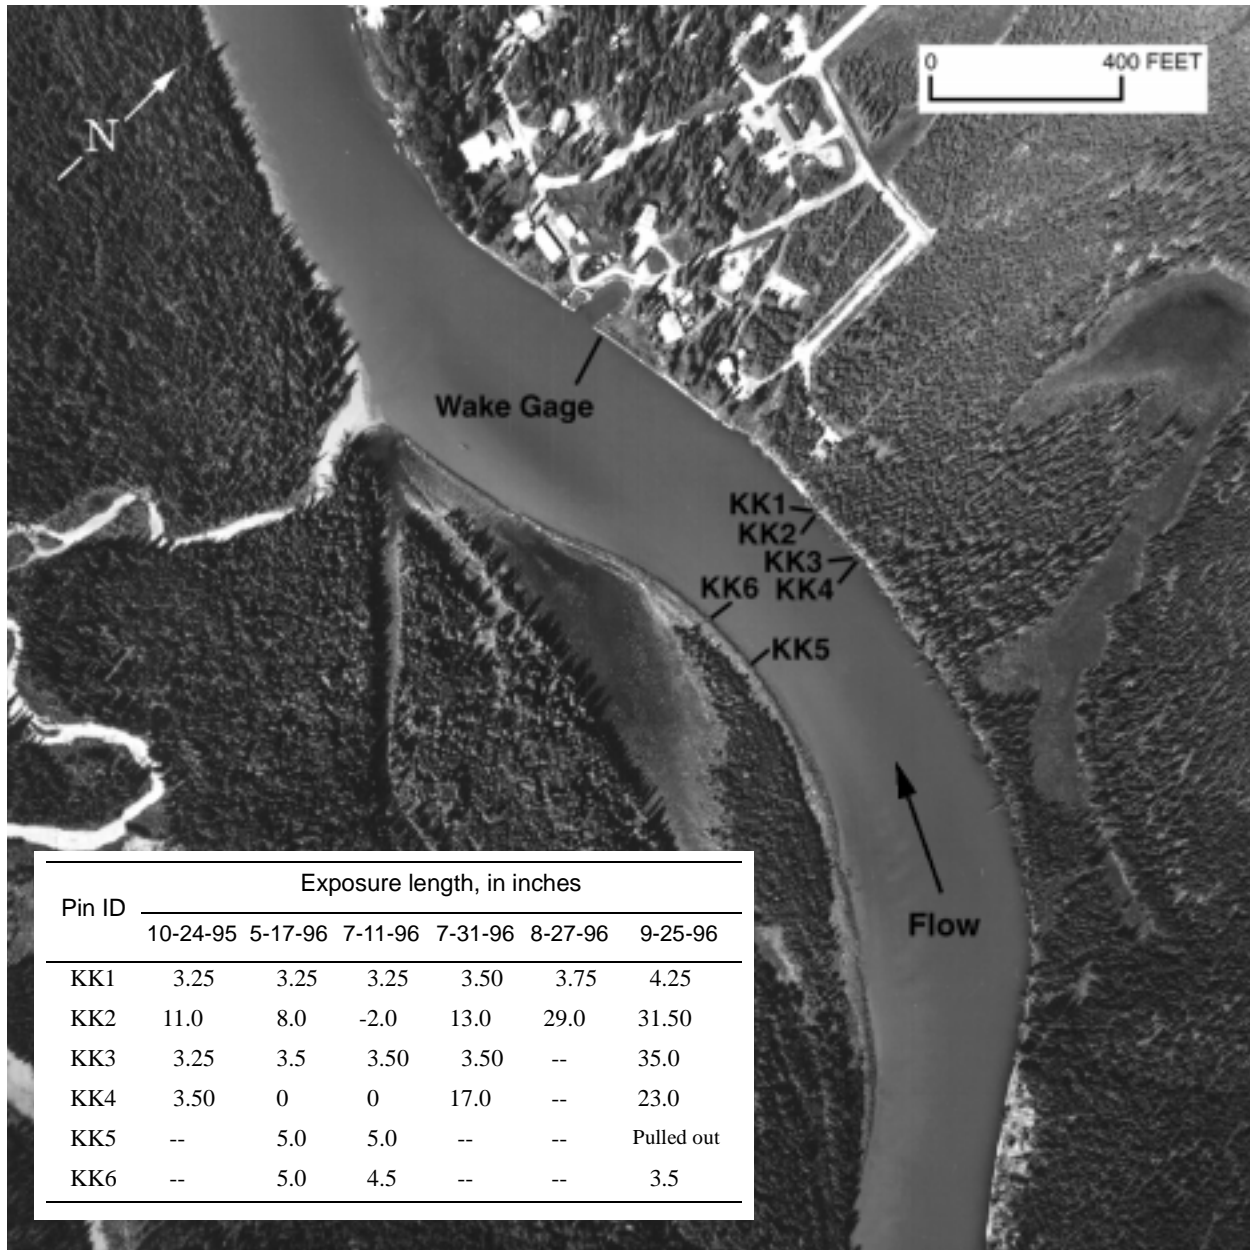 0 400 FEET
N
Wake Gage
KK1
KK2
KK3
KK4
KK6
KK5
Flow
Exposure length, in inches
Pin ID
10-24-95 5-17-96 7-11-96 7-31-96 8-27-96 9-25-96
KK1 3.25 3.25 3.25 3.50 3.75 4.25
KK2 11.0 8.0 -2.0 13.0 29.0 31.50
KK3 3.25 3.5 3.50 3.50 -- 35.0
KK4 3.50 0 0 17.0 -- 23.0
KK5 -- 5.0 5.0 -- -- Pulled out
KK6 -- 5.0 4.5 -- -- 3.5